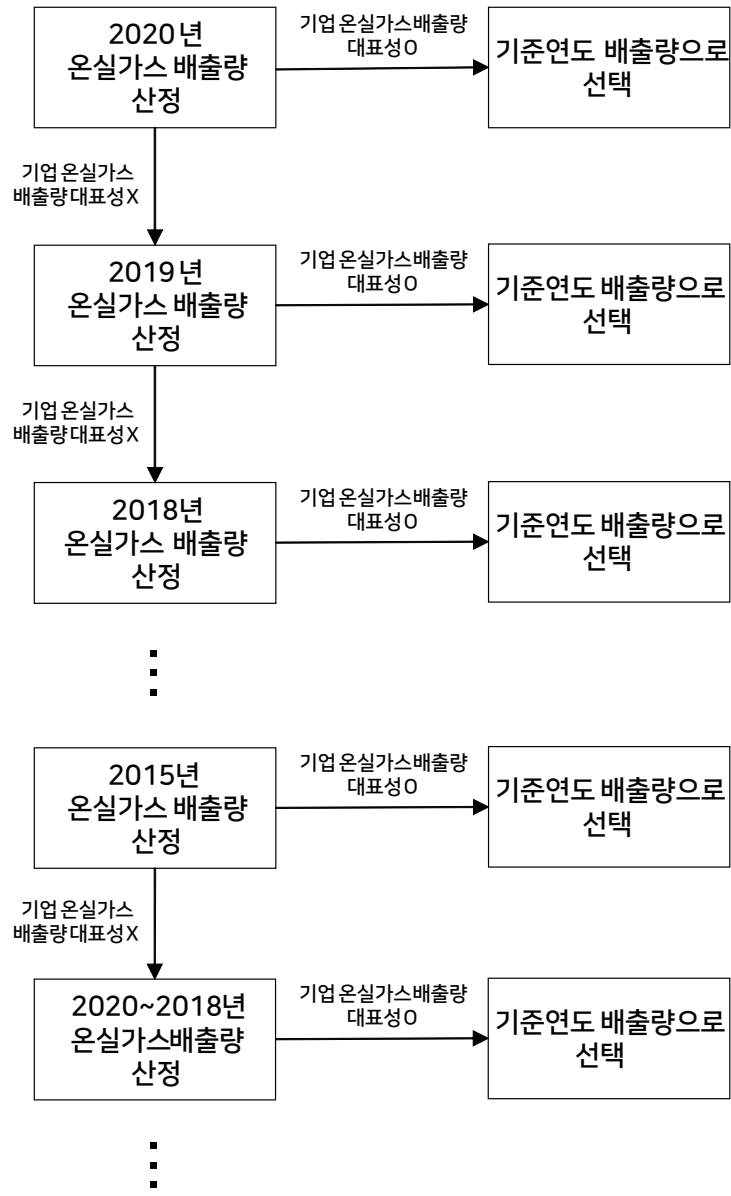 2020년
온실가스 배출량
산정
기업 온실가스배출량
대표성 O
기준연도 배출량으로
선택
기업 온실가스
배출량 대표성 X
2019년
온실가스 배출량
산정
기업 온실가스배출량
대표성 O
기준연도 배출량으로
선택
기업 온실가스
배출량 대표성 X
2018년
온실가스 배출량
산정
기업 온실가스배출량
대표성 O
기준연도 배출량으로
선택
2015년
온실가스 배출량
산정
기업 온실가스배출량
대표성 O
기준연도 배출량으로
선택
기업 온실가스
배출량 대표성 X
2020~2018년
온실가스배출량
산정
기업 온실가스배출량
대표성 O
기준연도 배출량으로
선택